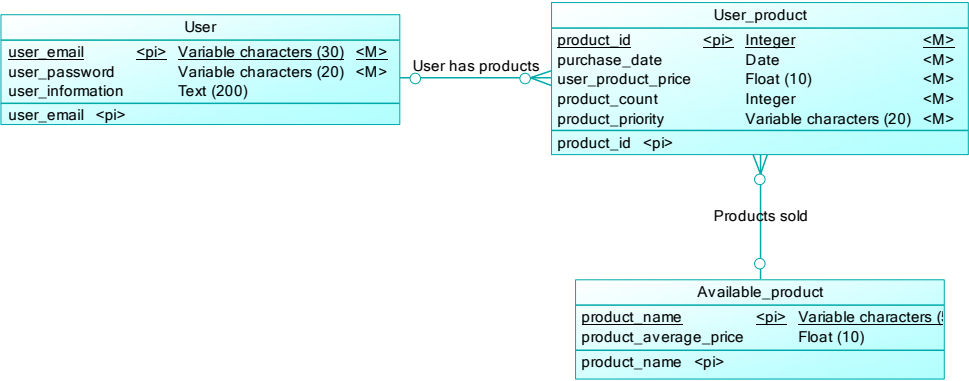 User
user_email <pi> Variable characters (30) <M>
user_password Variable characters (20) <M>
user_information Text (200)
user_email <pi>
User has products
User_product
product_id <pi> Integer <M>
purchase_date Date <M>
user_product_price Float (10) <M>
product_count Integer <M>
product_priority Variable characters (20) <M>
product_id <pi>
Products sold
Available_product
product_name <pi> Variable characters
product_average_price Float (10)
product_name <pi>